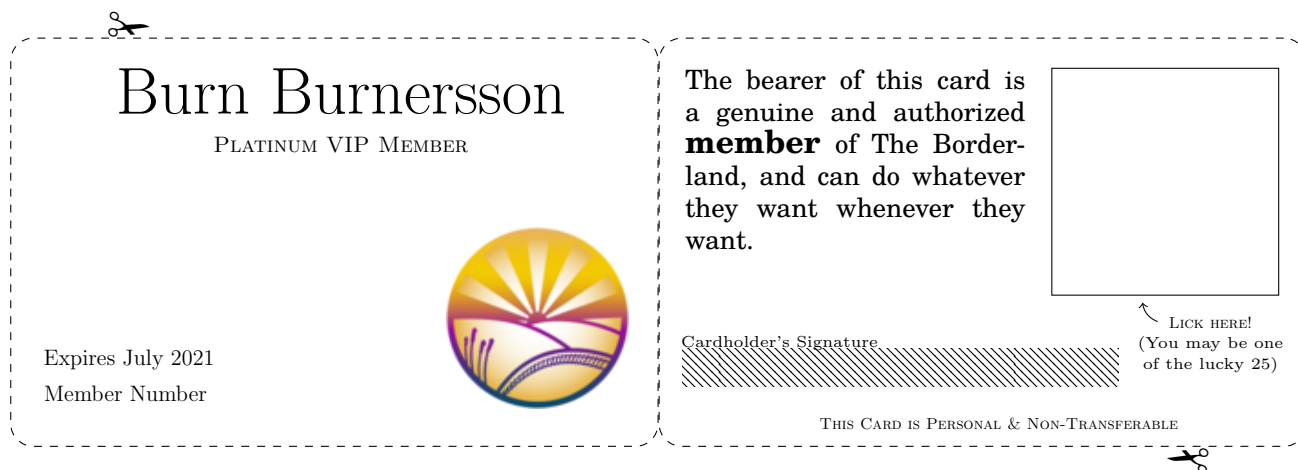 Burn Burnersson
PLATINUM VIP MEMBER
Expires July 2021
Member Number
The bearer of this card is
a genuine and authorized
member of The Border-
land, and can do whatever
they want whenever they
want.
LICK HERE!
(You may be one
of the lucky 25)
Cardholder's Signature
THIS CARD IS PERSONAL & NON-TRANSFERABLE